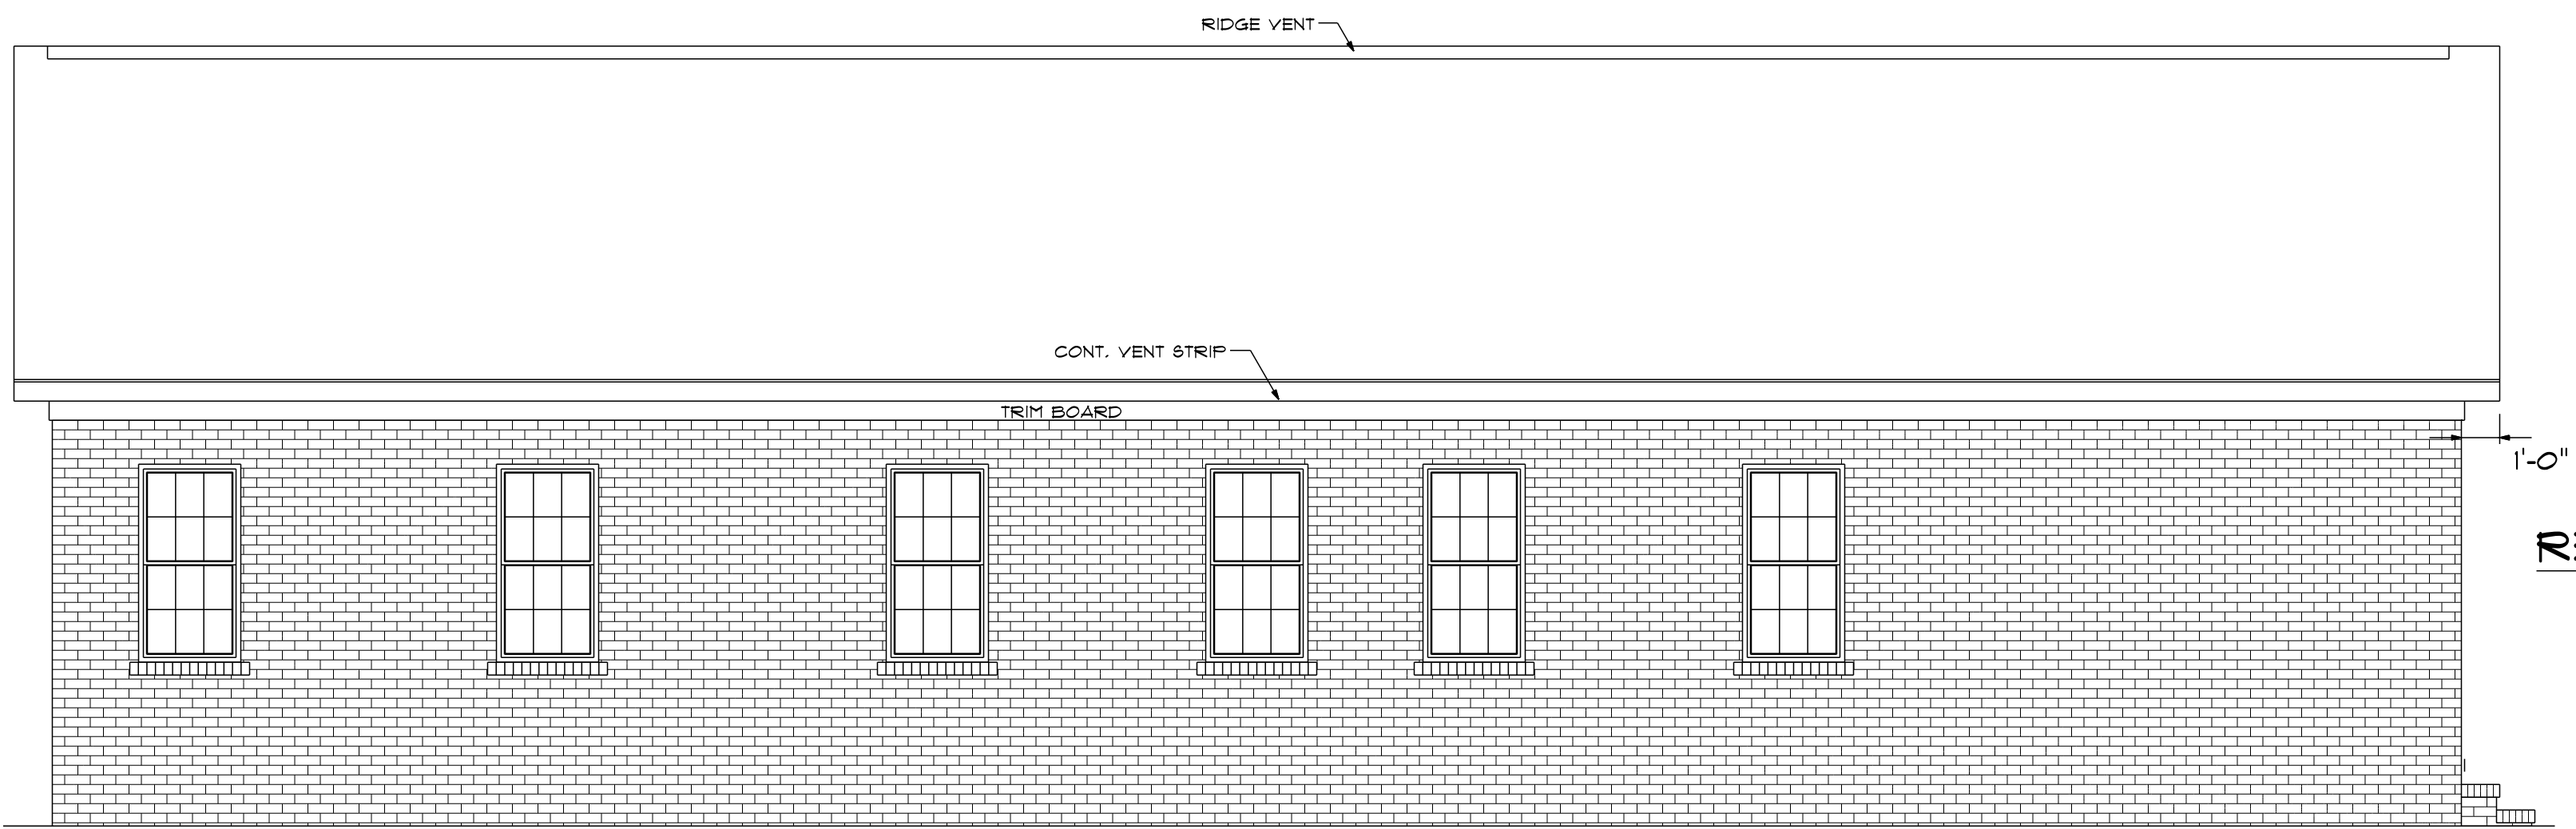 RIDGE VENT
CONT. VENT STRIP
TRIM BOARD
1'-0"